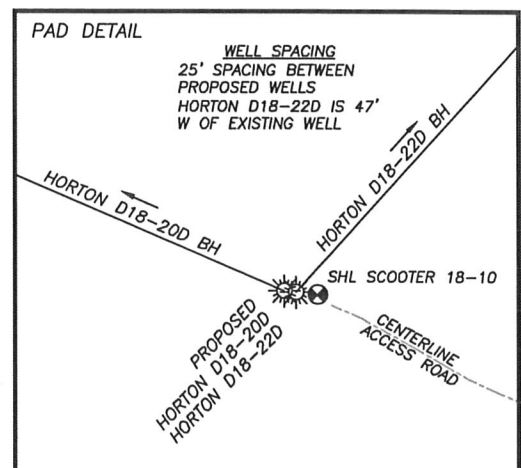 PAD DETAIL
WELL SPACING
25' SPACING BETWEEN
PROPOSED WELLS
HORTON D18-22D IS 47'
W OF EXISTING WELL
HORTON D18-22D BH
HORTON D18-20D BH
SHL SCOOTER 18-10
PROPOSED
HORTON D18-20D
HORTON D18-22D
CENTERLINE
ACCESS ROAD